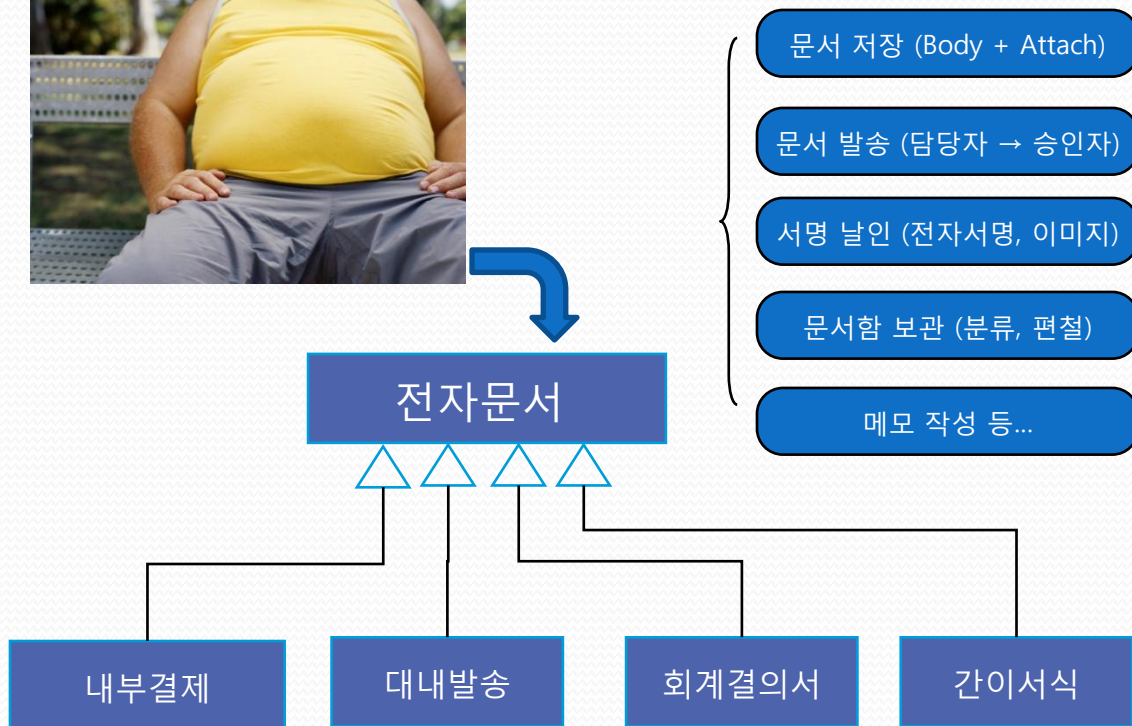 문서 저장 (Body + Attach)
문서 발송 (담당자 → 승인자)
서명 날인 (전자서명, 이미지)
문서함 보관 (분류, 편철)
메모 작성 등...
전자문서
내부결제
대내발송
회계결의서
간이서식